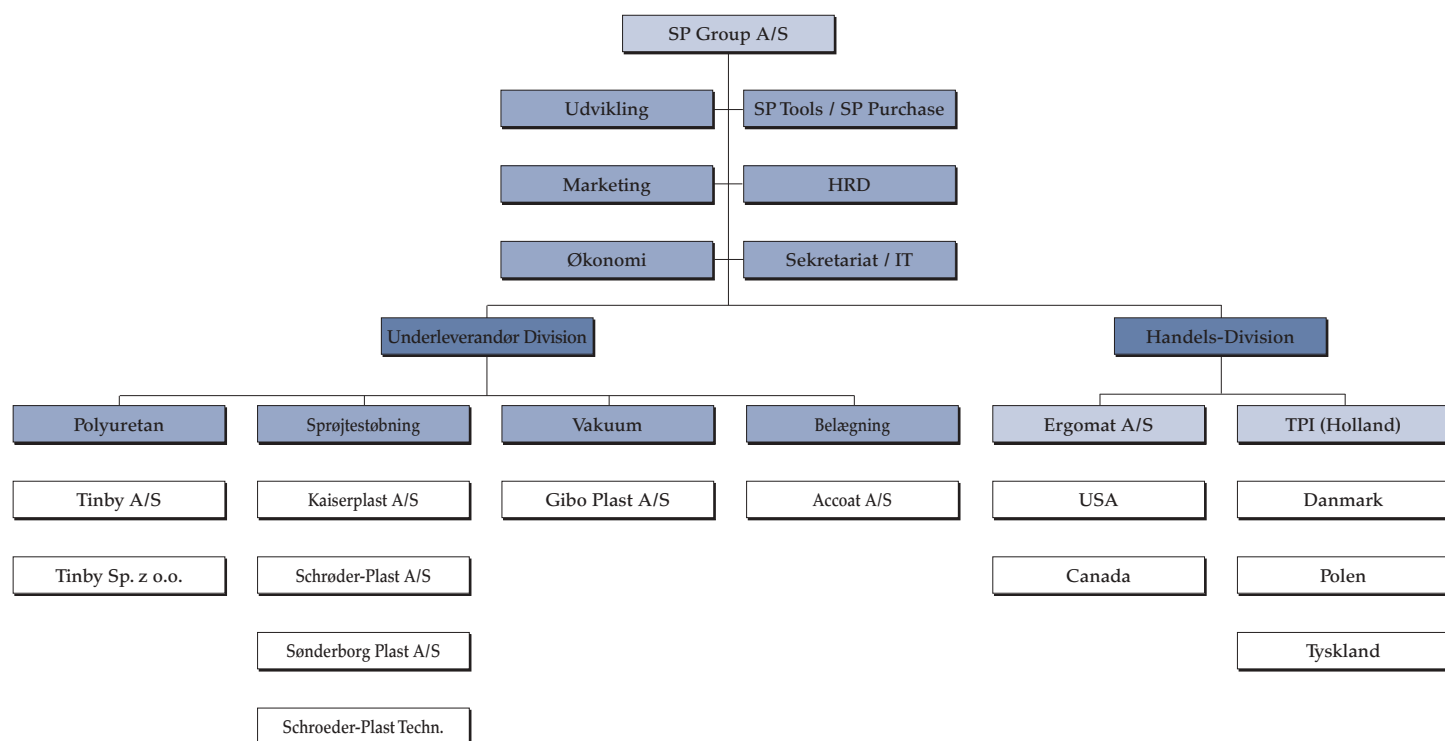 SP Group A/S
Udvikling
SP Tools / SP Purchase
Marketing
HRD
Økonomi
Sekretariat / IT
Underleverandør Division
Handels-Division
Polyuretan
Sprøjtestøbning
Vakuum
Belægning
Ergomat A/S
TPI (Holland)
Tinby A/S
Kaiserplast A/S
Gibo Plast A/S
Accoat A/S
USA
Danmark
Tinby Sp. z o.o.
Schrøder-Plast A/S
Canada
Polen
Sønderborg Plast A/S
Tyskland
Schroeder-Plast Techn.